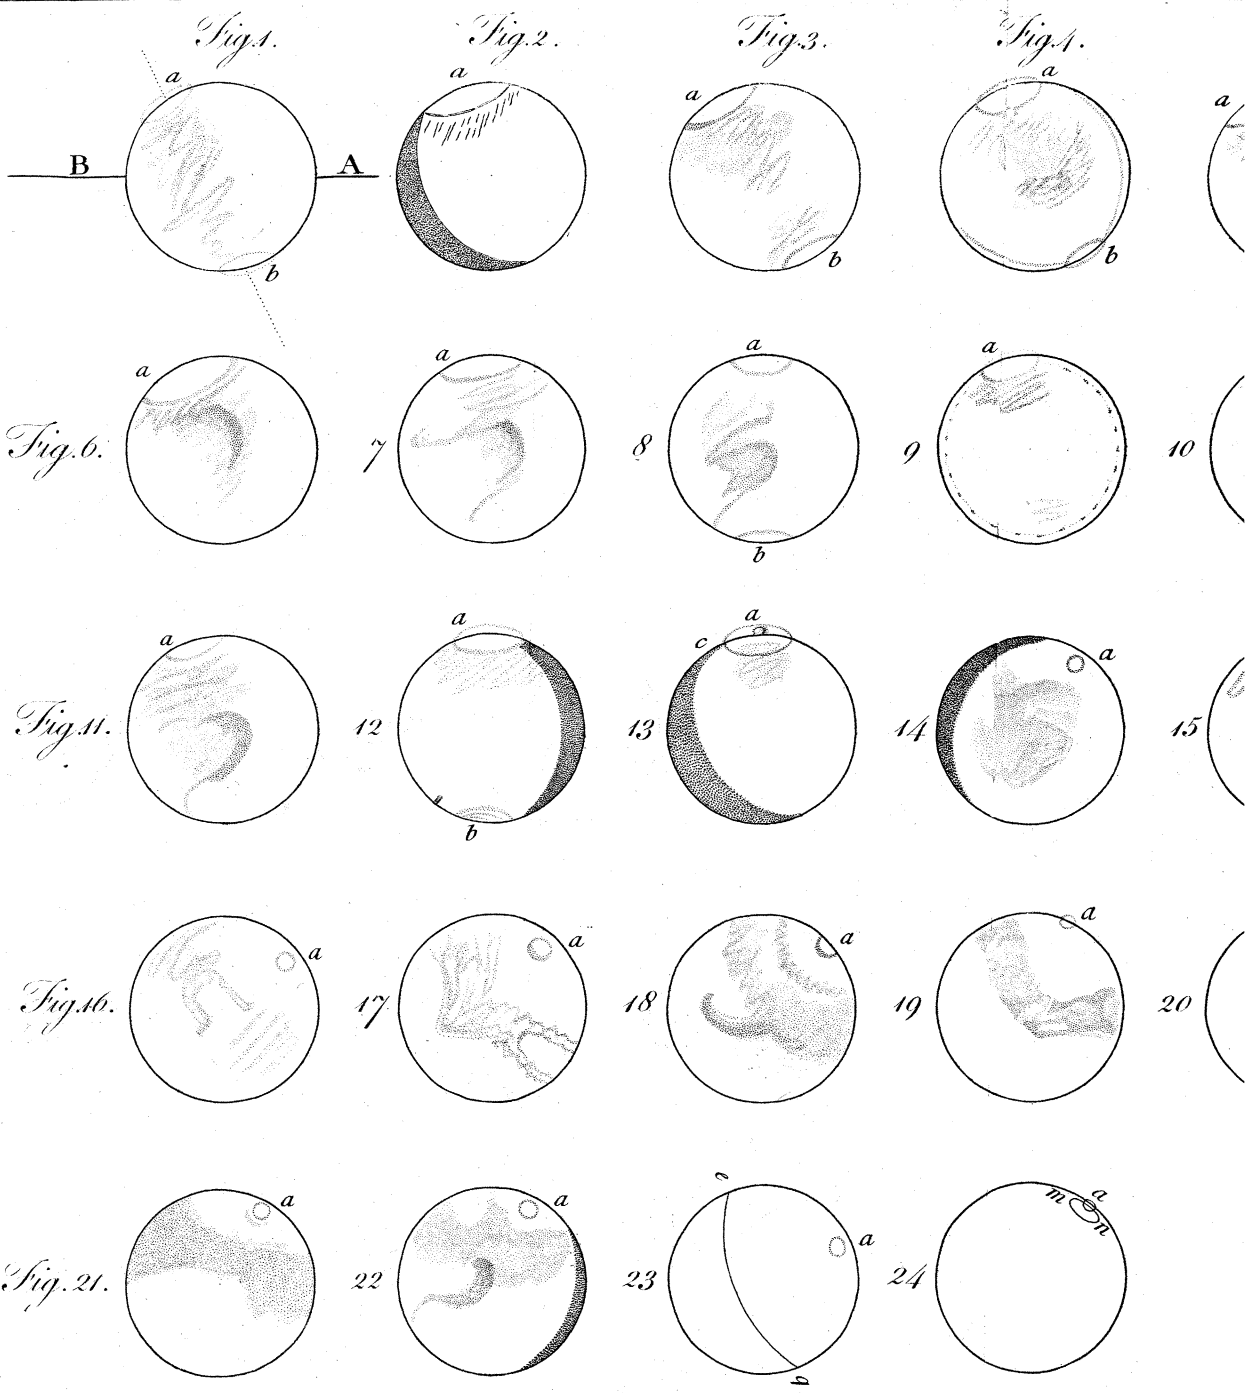 Fig.1. Fig.2. Fig.3. Fig.4.
a a a a a
B A
b b b
a a a a
Fig.6. 7 8 9 10
b
a a a
c a
Fig.11. 12 13 14 15
b
a a a a
Fig.16. 17 18 19 20
e a
a a a m n
Fig.21. 22 23 24
q